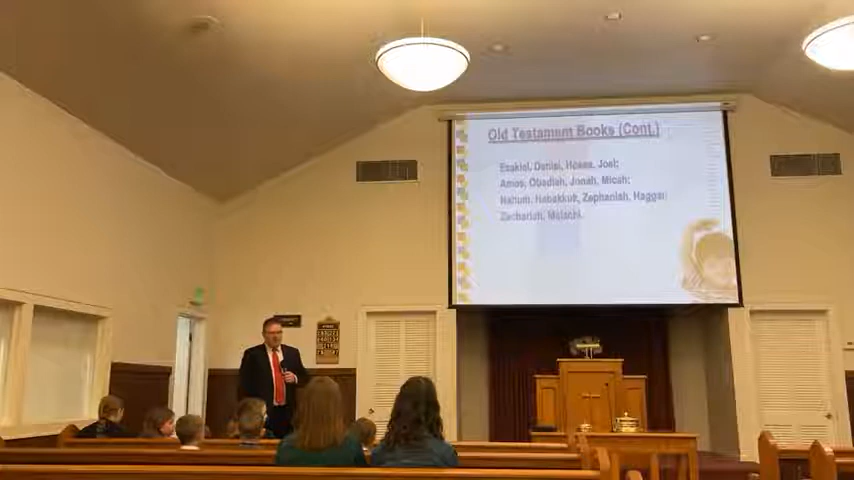 Old Testament Books (Cont.)
Ezekiel, Daniel, Hosea, Joel;
Amos, Obadiah, Jonah, Micah;
Nahum, Habakkuk, Zephaniah, Haggai
Zechariah, Malachi.